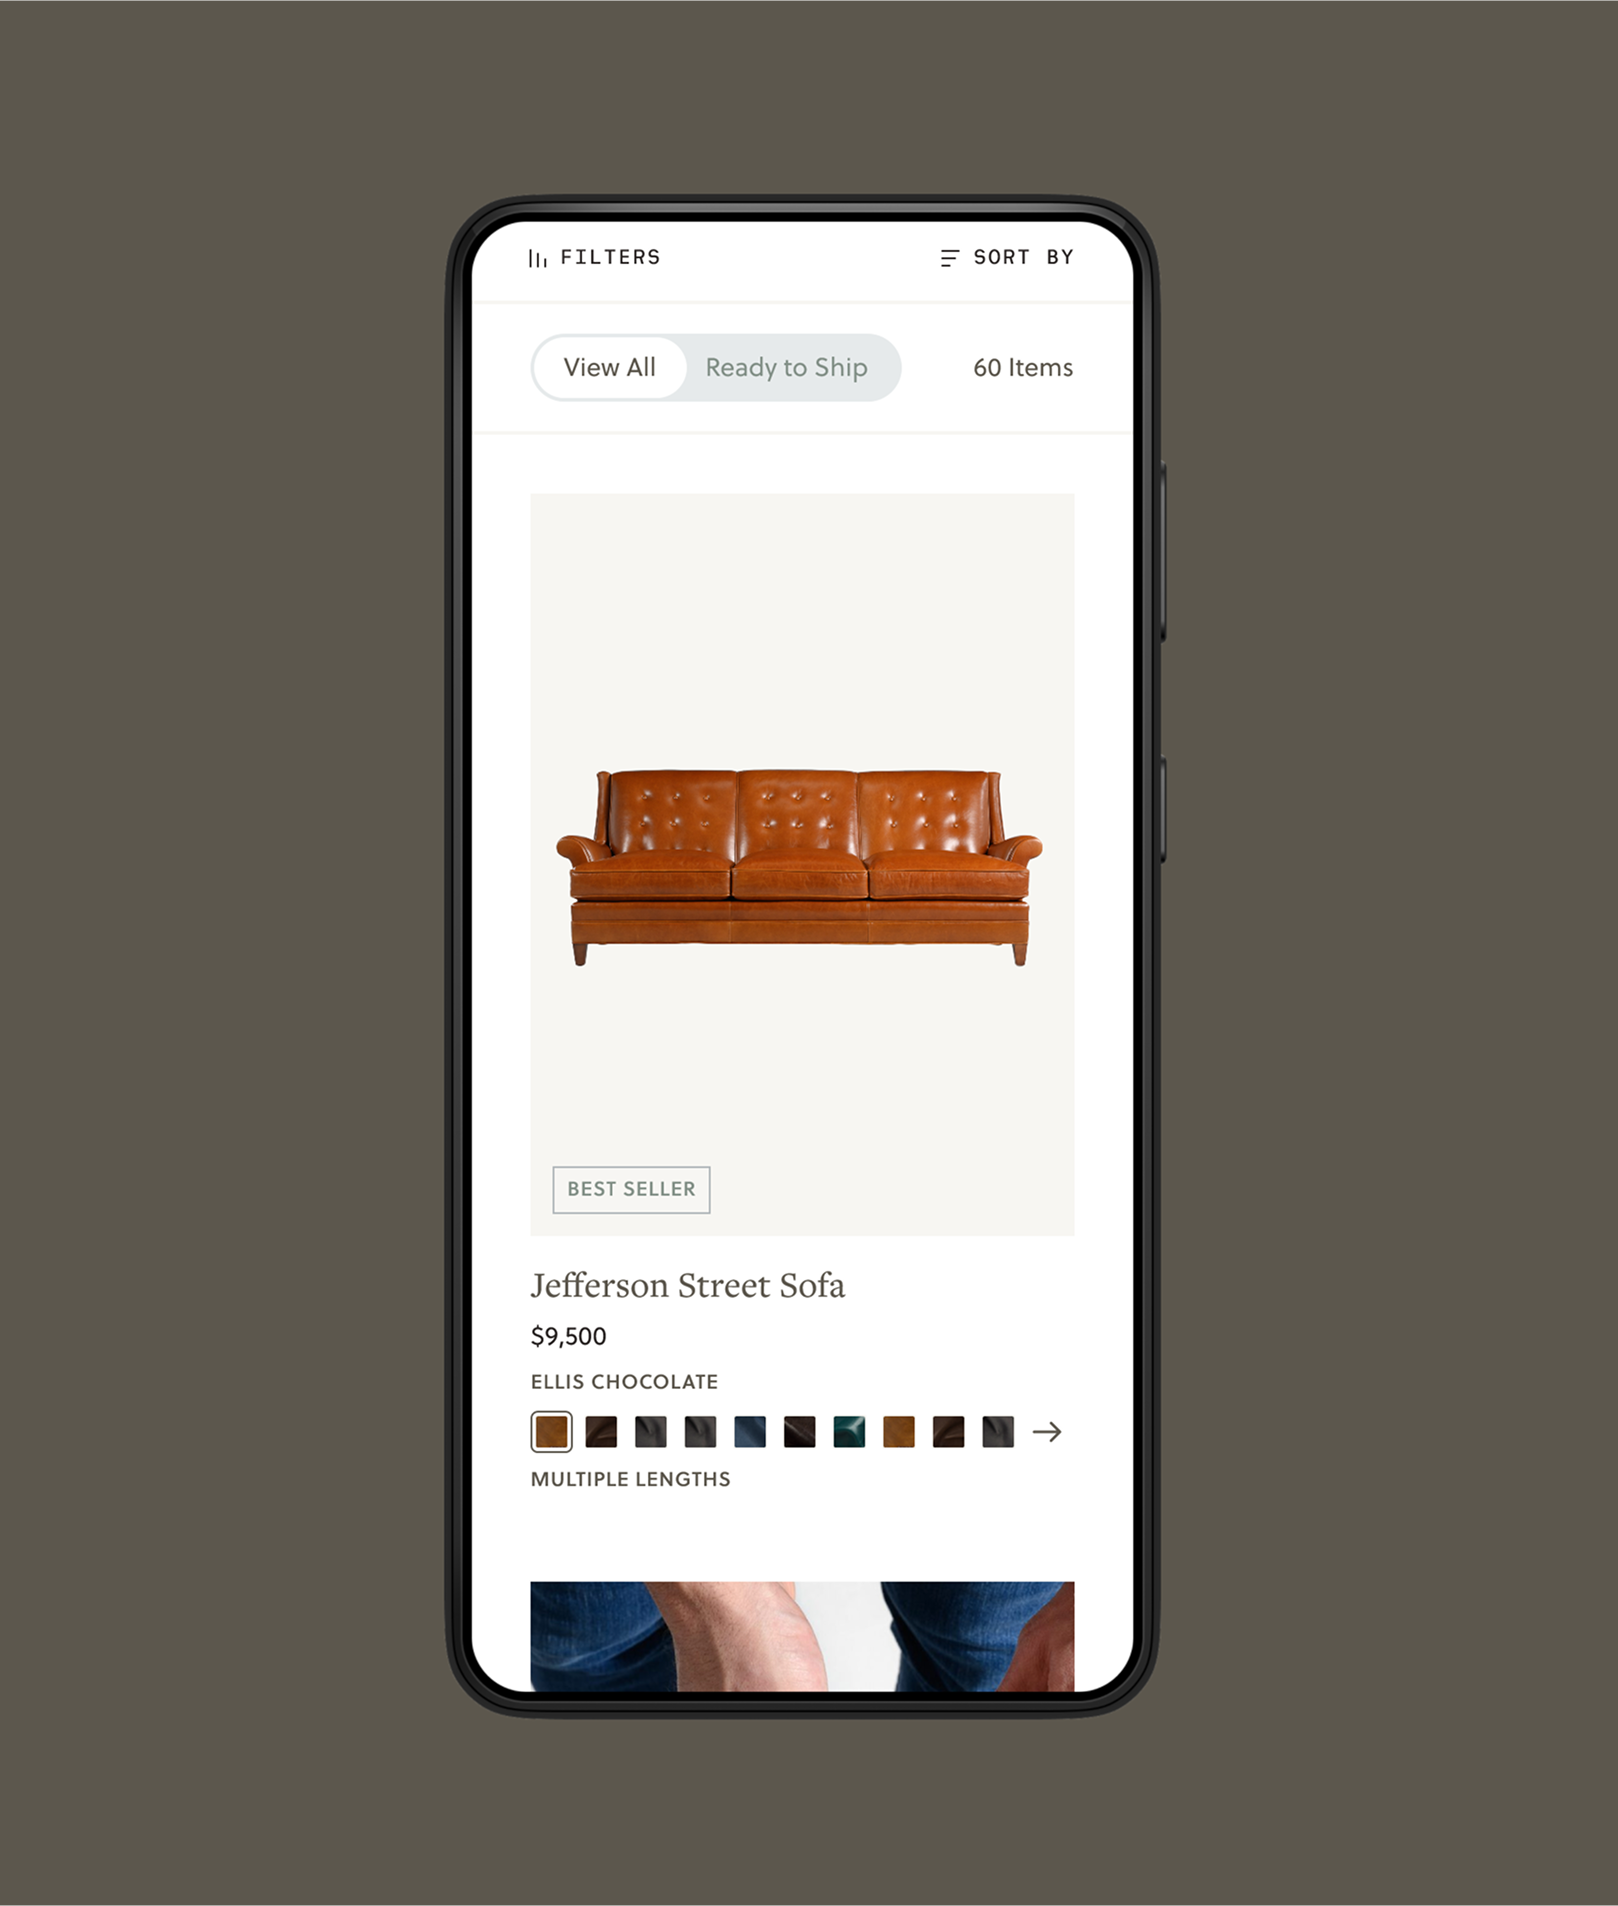 FILTERS
SORT BY
View All
Ready to Ship
60 Items
BEST SELLER
Jefferson Street Sofa
$9,500
ELLIS CHOCOLATE
MULTIPLE LENGTHS